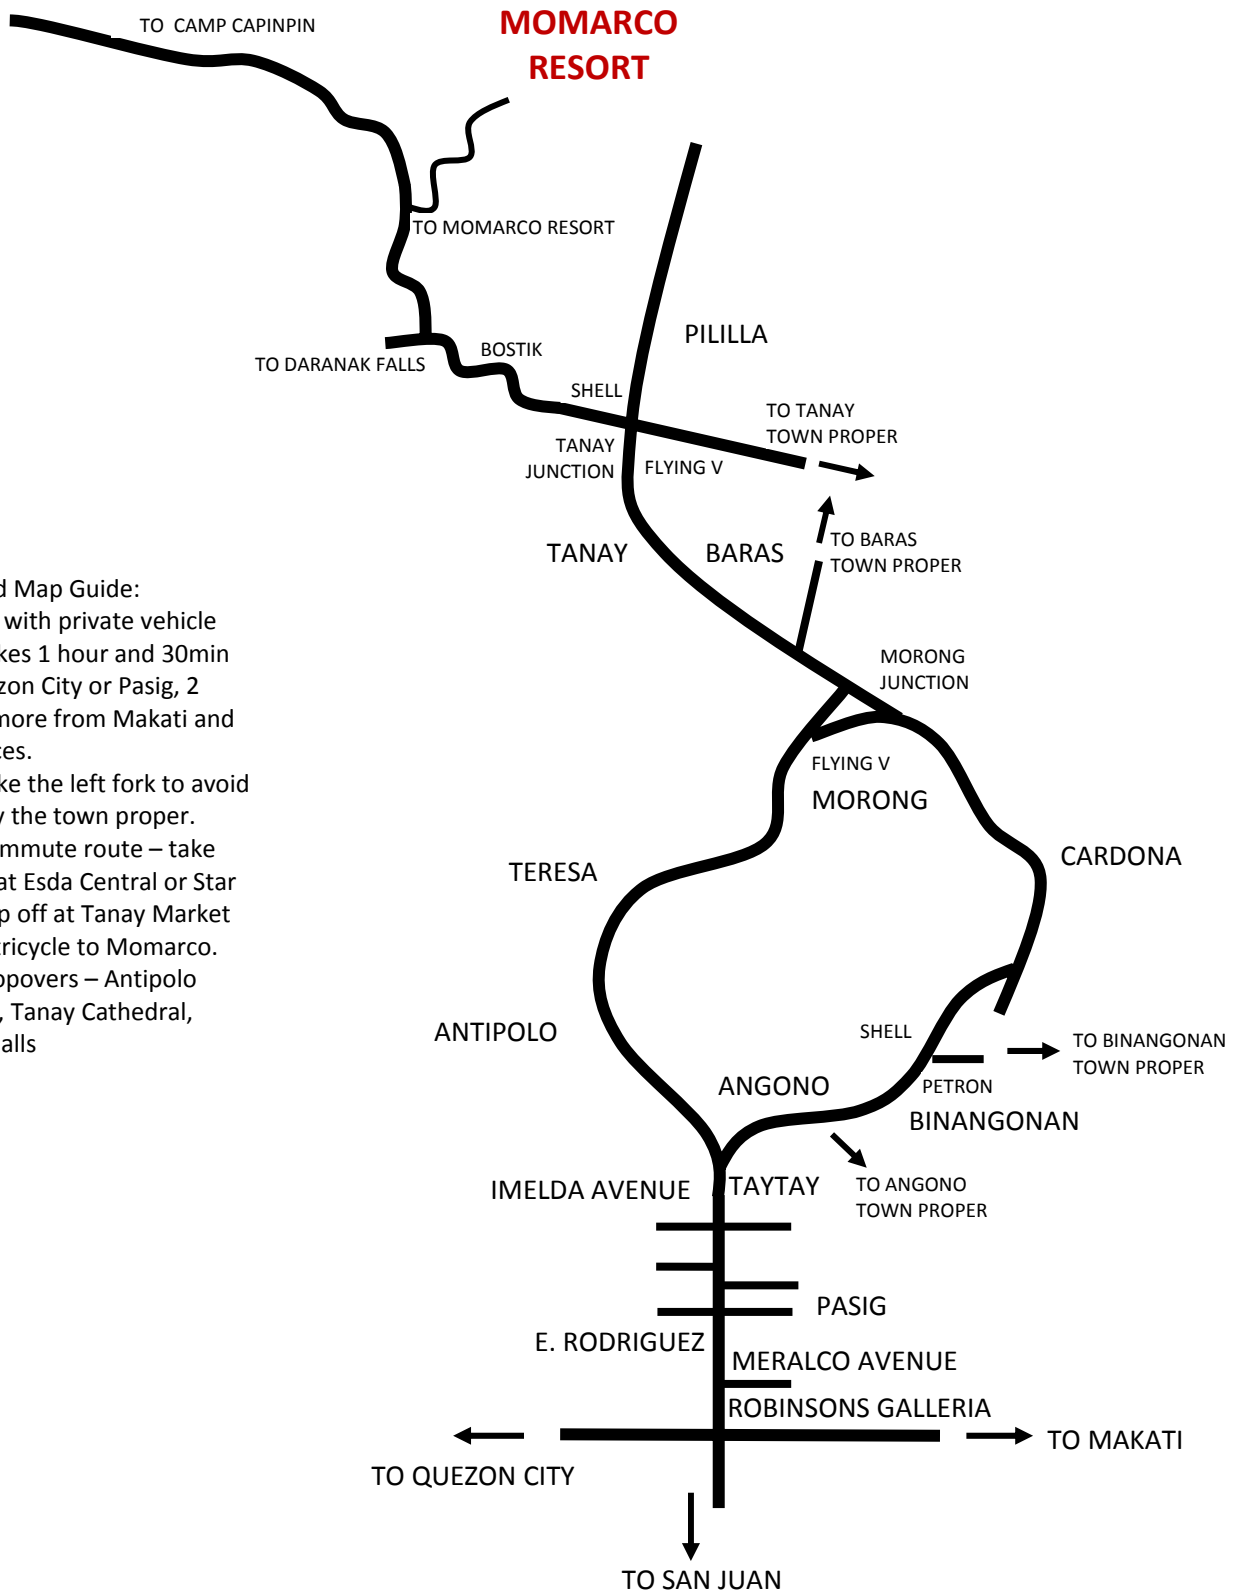 TO  CAMP CAPINPIN
MOMARCO
RESORT
TO MOMARCO RESORT
PILILLA
BOSTIK
TO DARANAK FALLS
SHELL
TO TANAY
TOWN PROPER
TANAY
JUNCTION
FLYING V
TANAY
BARAS
TO BARAS
TOWN PROPER
d Map Guide:
with private vehicle
kes 1 hour and 30min
zon City or Pasig, 2
more from Makati and
ces.
ke the left fork to avoid
y the town proper.
mmute route – take
at Esda Central or Star
p off at Tanay Market
tricycle to Momarco.
opovers – Antipolo
, Tanay Cathedral,
alls
MORONG
JUNCTION
FLYING V
MORONG
CARDONA
TERESA
ANTIPOLO
SHELL
TO BINANGONAN
TOWN PROPER
ANGONO
PETRON
BINANGONAN
IMELDA AVENUE
TAYTAY
TO ANGONO
TOWN PROPER
PASIG
E. RODRIGUEZ
MERALCO AVENUE
ROBINSONS GALLERIA
TO MAKATI
TO QUEZON CITY
TO SAN JUAN